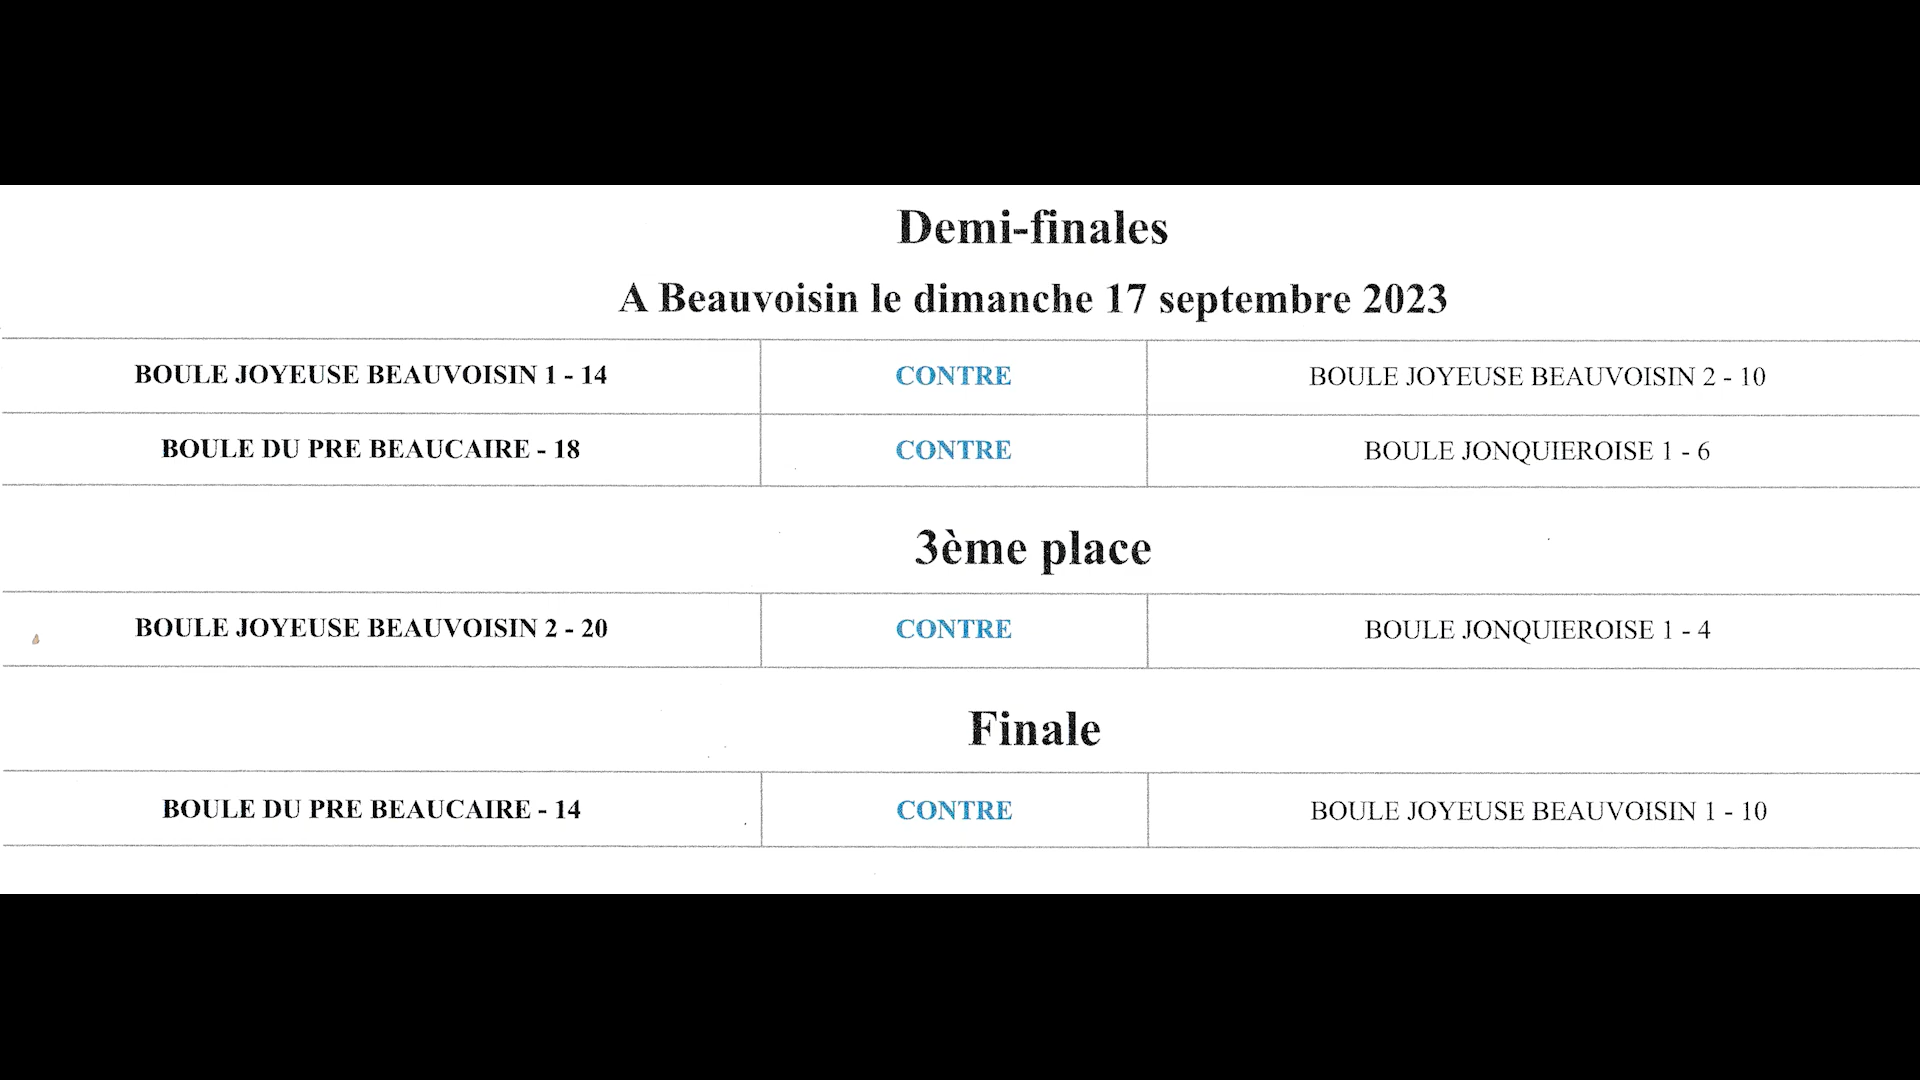 Demi-finales
A Beauvoisin le dimanche 17 septembre 2023
BOULE JOYEUSE BEAUVOISIN 1 - 14 CONTRE BOULE JOYEUSE BEAUVOISIN 2 - 10
BOULE DU PRE BEAUCAIRE - 18 CONTRE BOULE JONQUIEROISE 1 - 6
3ème place
BOULE JOYEUSE BEAUVOISIN 2 - 20 CONTRE BOULE JONQUIEROISE 1 - 4
Finale
BOULE DU PRE BEAUCAIRE - 14 CONTRE BOULE JOYEUSE BEAUVOISIN 1 - 10